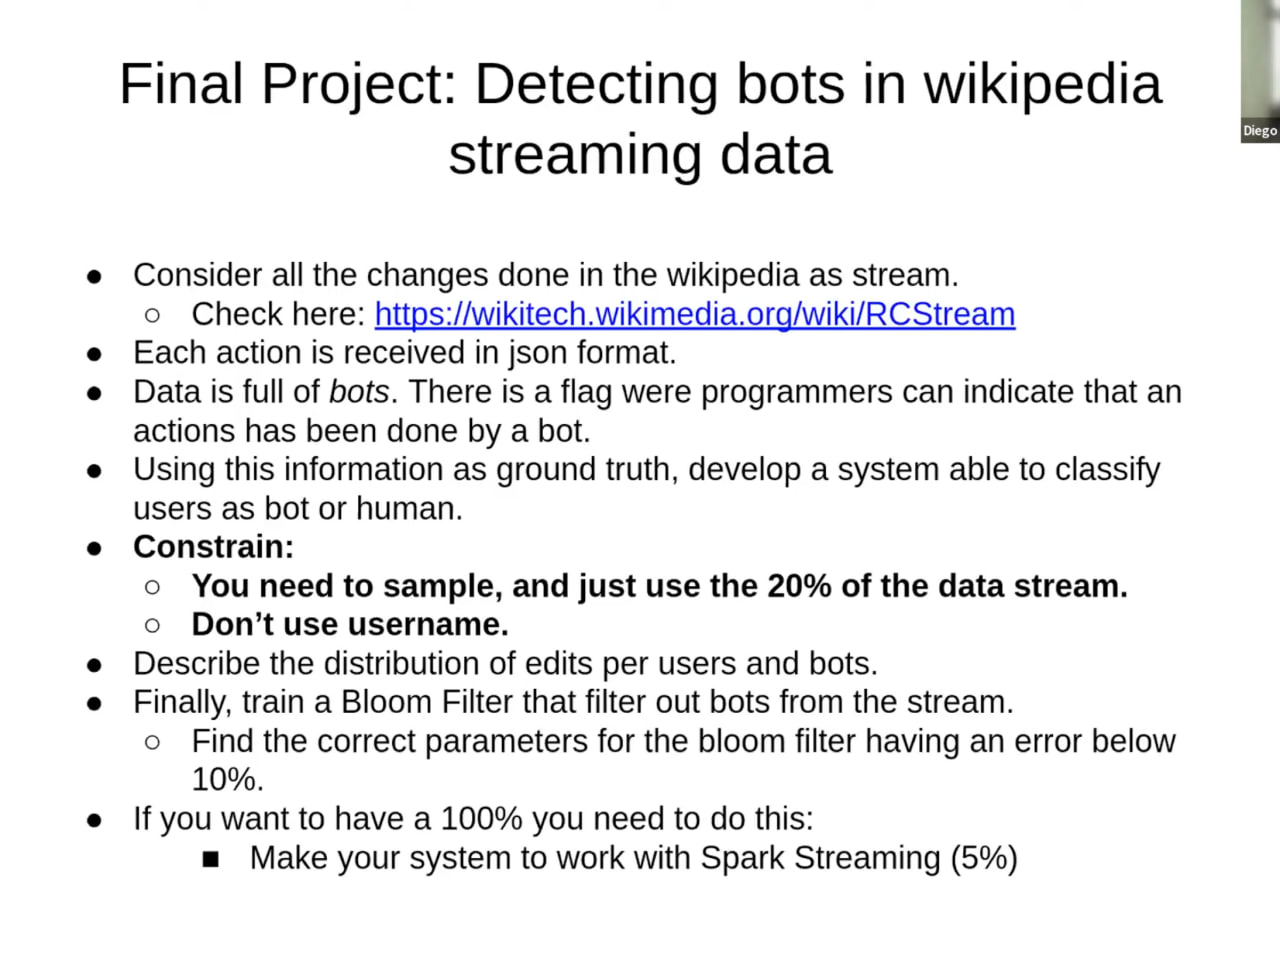 Final Project: Detecting bots in wikipedia
streaming data
Diego
● Consider all the changes done in the wikipedia as stream.
○ Check here: https://wikitech.wikimedia.org/wiki/RCStream
● Each action is received in json format.
● Data is full of bots. There is a flag were programmers can indicate that an
actions has been done by a bot.
● Using this information as ground truth, develop a system able to classify
users as bot or human.
● Constrain:
○ You need to sample, and just use the 20% of the data stream.
○ Don’t use username.
● Describe the distribution of edits per users and bots.
● Finally, train a Bloom Filter that filter out bots from the stream.
○ Find the correct parameters for the bloom filter having an error below
10%.
● If you want to have a 100% you need to do this:
■ Make your system to work with Spark Streaming (5%)